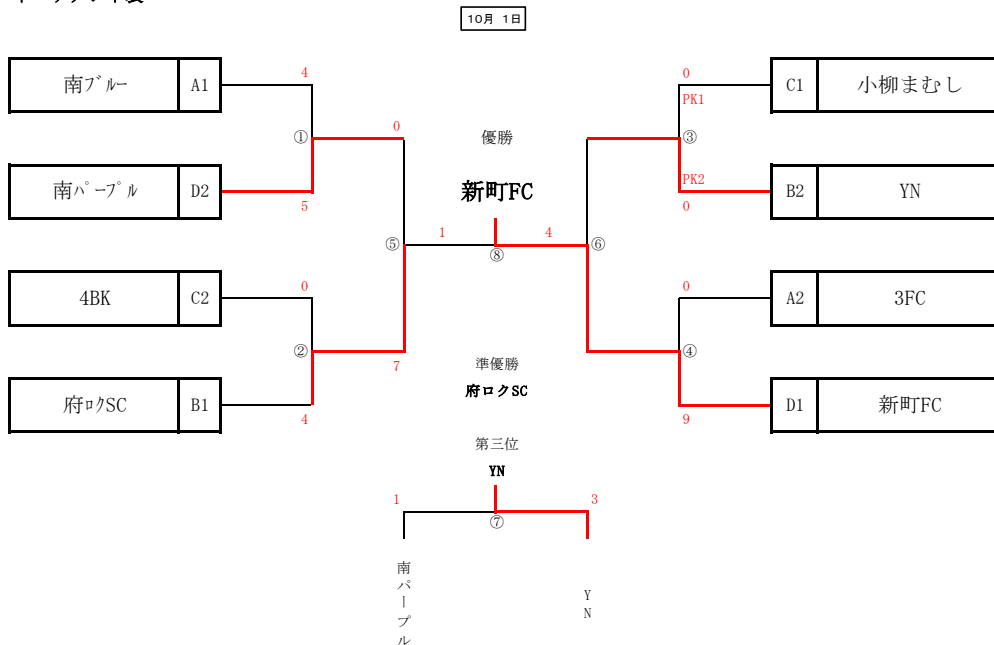 10月 1日
南ブルー A1
4
0
C1 小柳まむし
PK1
①
0
優勝
③
南パープル D2
5
新町FC
PK2
0
B2 YN
⑤
1
⑧
4
⑥
4BK C2
0
0
A2 3FC
②
7
準優勝
④
府ロクSC
府ロクSC B1
4
9
D1 新町FC
第三位
YN
1
⑦
3
南パープル
YN